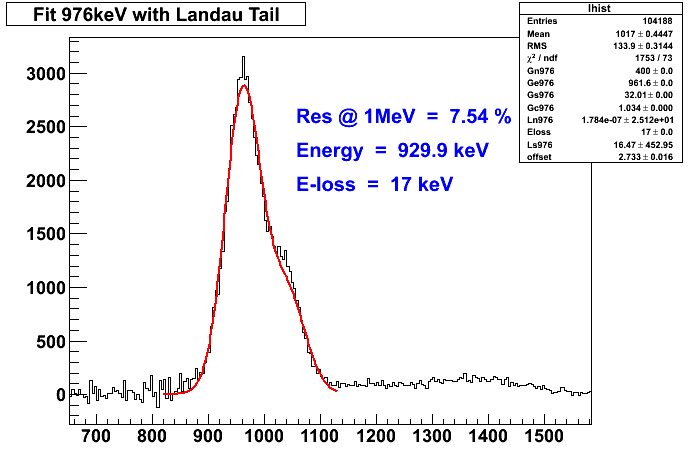 Fit 976keV with Landau Tail
lhist
Entries 104188
Mean 1017 ± 0.4447
RMS 133.9 ± 0.3144
χ² / ndf 1753 / 73
Gn976 400 ± 0.0
Ge976 961.6 ± 0.0
Gs976 32.01 ± 0.00
Gc976 1.034 ± 0.000
Ln976 1.784e-07 ± 2.512e+01
Eloss 17 ± 0.0
Ls976 16.47 ± 452.95
offset 2.733 ± 0.016
Res @ 1MeV = 7.54 %
Energy = 929.9 keV
E-loss = 17 keV
3000
2500
2000
1500
1000
500
0
700 800 900 1000 1100 1200 1300 1400 1500